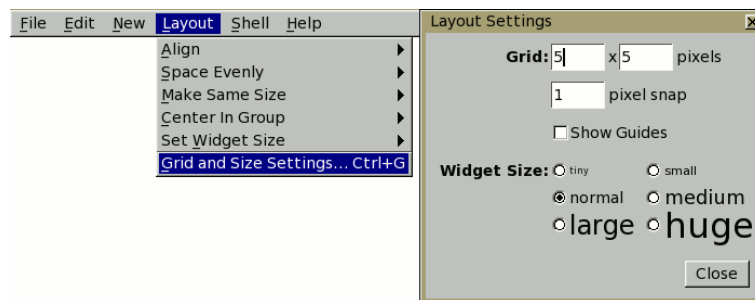 File Edit New Layout Shell Help
Align
Space Evenly
Make Same Size
Center In Group
Set Widget Size
Grid and Size Settings... Ctrl+G
Layout Settings
Grid: 5 x 5 pixels
1 pixel snap
Show Guides
Widget Size: tiny small
normal medium
large huge
Close